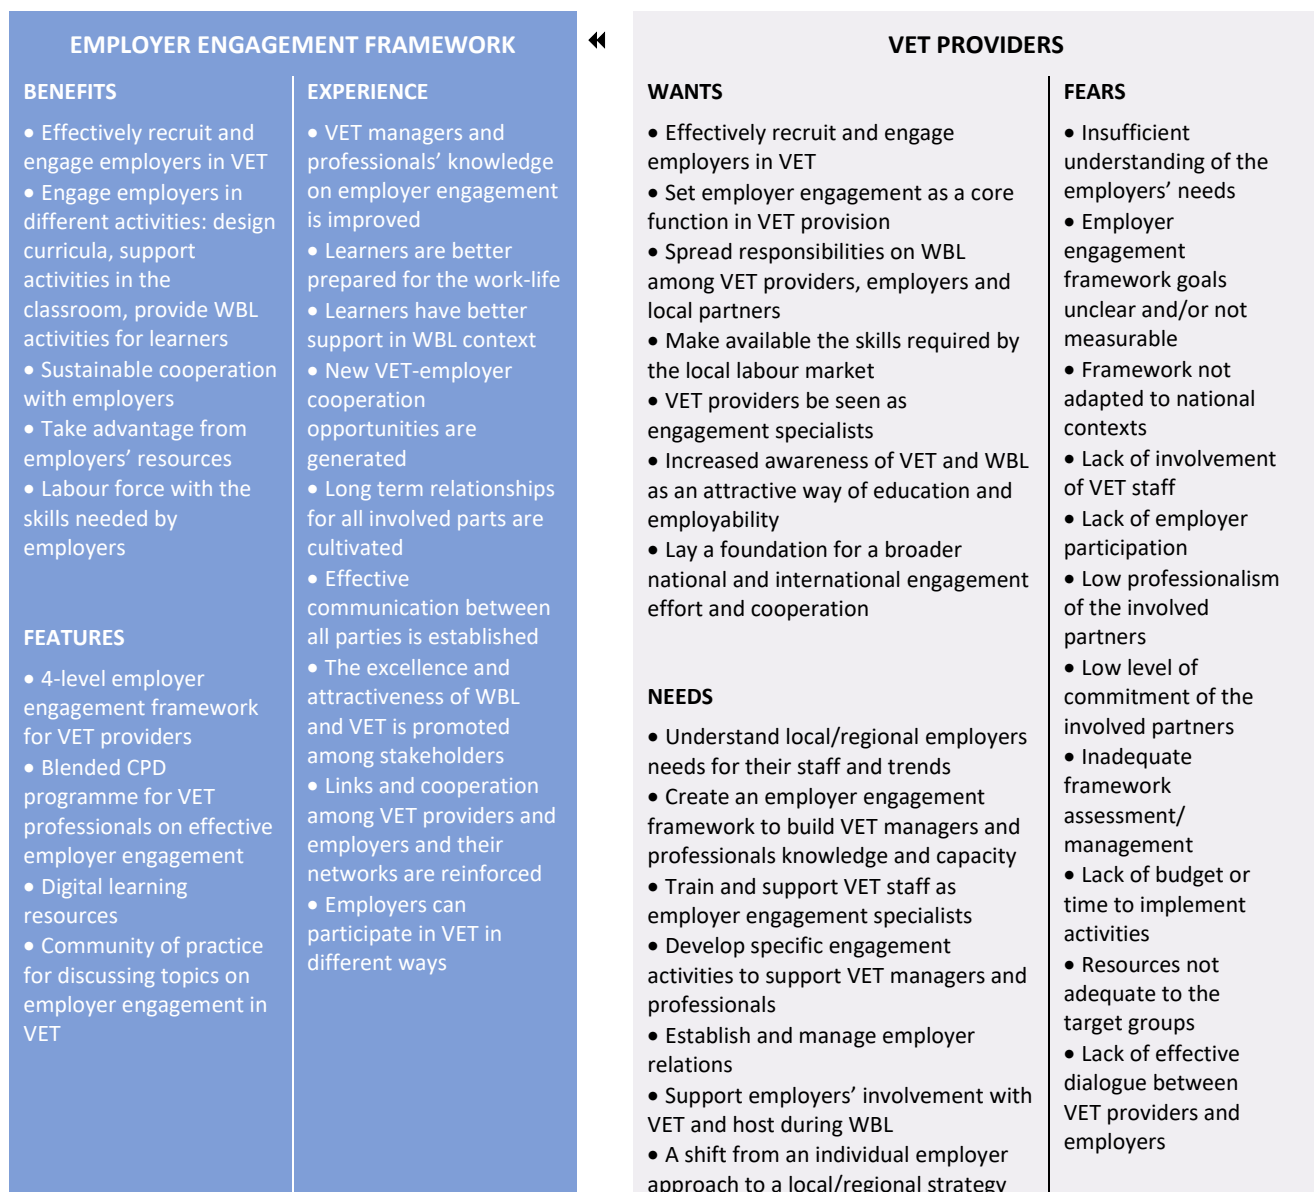 EMPLOYER ENGAGEMENT FRAMEWORK
BENEFITS
• Effectively recruit and
engage employers in VET
• Engage employers in
different activities: design
curricula, support
activities in the
classroom, provide WBL
activities for learners
• Sustainable cooperation
with employers
• Take advantage from
employers’ resources
• Labour force with the
skills needed by
employers
FEATURES
• 4-level employer
engagement framework
for VET providers
• Blended CPD
programme for VET
professionals on effective
employer engagement
• Digital learning
resources
• Community of practice
for discussing topics on
employer engagement in
VET
EXPERIENCE
• VET managers and
professionals’ knowledge
on employer engagement
is improved
• Learners are better
prepared for the work-life
• Learners have better
support in WBL context
• New VET-employer
cooperation
opportunities are
generated
• Long term relationships
for all involved parts are
cultivated
• Effective
communication between
all parties is established
• The excellence and
attractiveness of WBL
and VET is promoted
among stakeholders
• Links and cooperation
among VET providers and
employers and their
networks are reinforced
• Employers can
participate in VET in
different ways
VET PROVIDERS
WANTS
• Effectively recruit and engage
employers in VET
• Set employer engagement as a core
function in VET provision
• Spread responsibilities on WBL
among VET providers, employers and
local partners
• Make available the skills required by
the local labour market
• VET providers be seen as
engagement specialists
• Increased awareness of VET and WBL
as an attractive way of education and
employability
• Lay a foundation for a broader
national and international engagement
effort and cooperation
NEEDS
• Understand local/regional employers
needs for their staff and trends
• Create an employer engagement
framework to build VET managers and
professionals knowledge and capacity
• Train and support VET staff as
employer engagement specialists
• Develop specific engagement
activities to support VET managers and
professionals
• Establish and manage employer
relations
• Support employers’ involvement with
VET and host during WBL
• A shift from an individual employer
approach to a local/regional strategy
FEARS
• Insufficient
understanding of the
employers’ needs
• Employer
engagement
framework goals
unclear and/or not
measurable
• Framework not
adapted to national
contexts
• Lack of involvement
of VET staff
• Lack of employer
participation
• Low professionalism
of the involved
partners
• Low level of
commitment of the
involved partners
• Inadequate
framework
assessment/
management
• Lack of budget or
time to implement
activities
• Resources not
adequate to the
target groups
• Lack of effective
dialogue between
VET providers and
employers